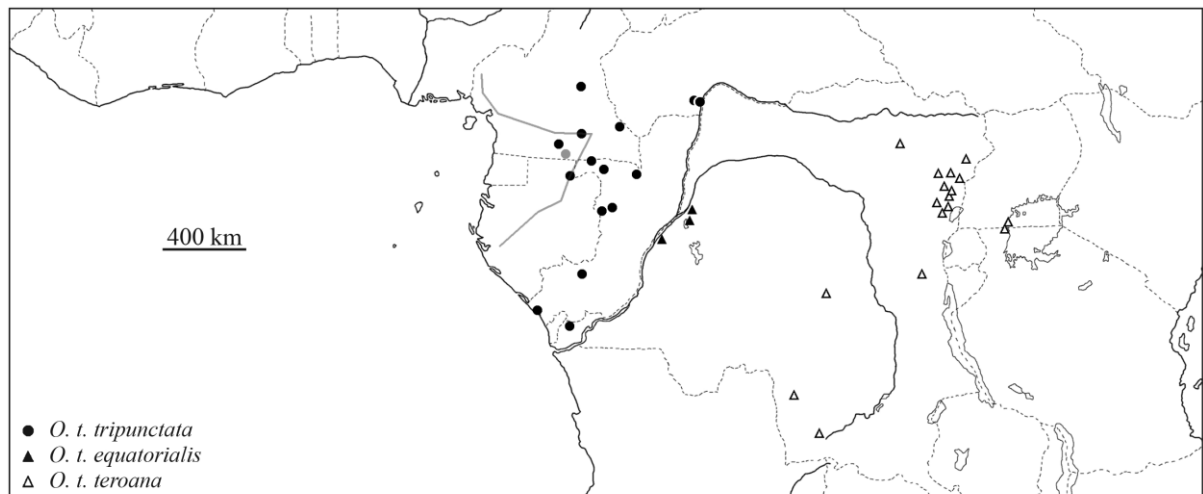 400 km
O. t. tripunctata
O. t. equatorialis
O. t. teroana